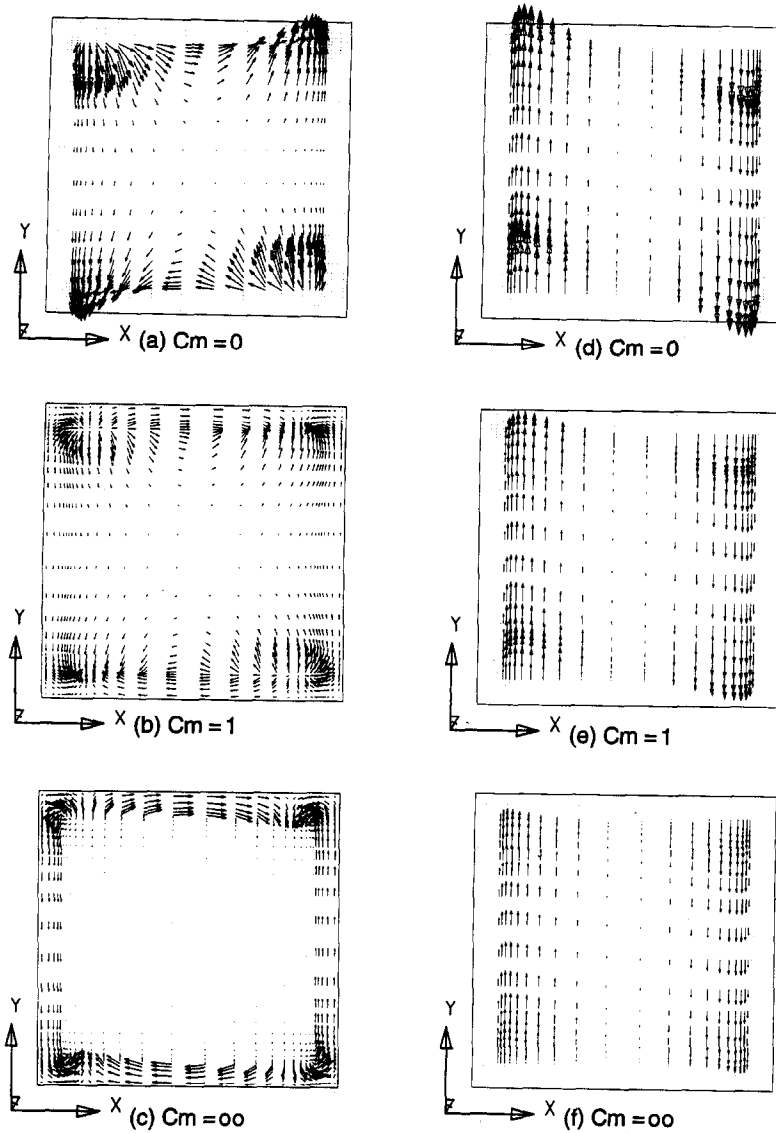 Y
Z
X
(a) Cm = 0
Y
Z
X
(d) Cm = 0
Y
Z
X
(b) Cm = 1
Y
Z
X
(e) Cm = 1
Y
Z
X
(c) Cm = oo
Y
Z
X
(f) Cm = oo